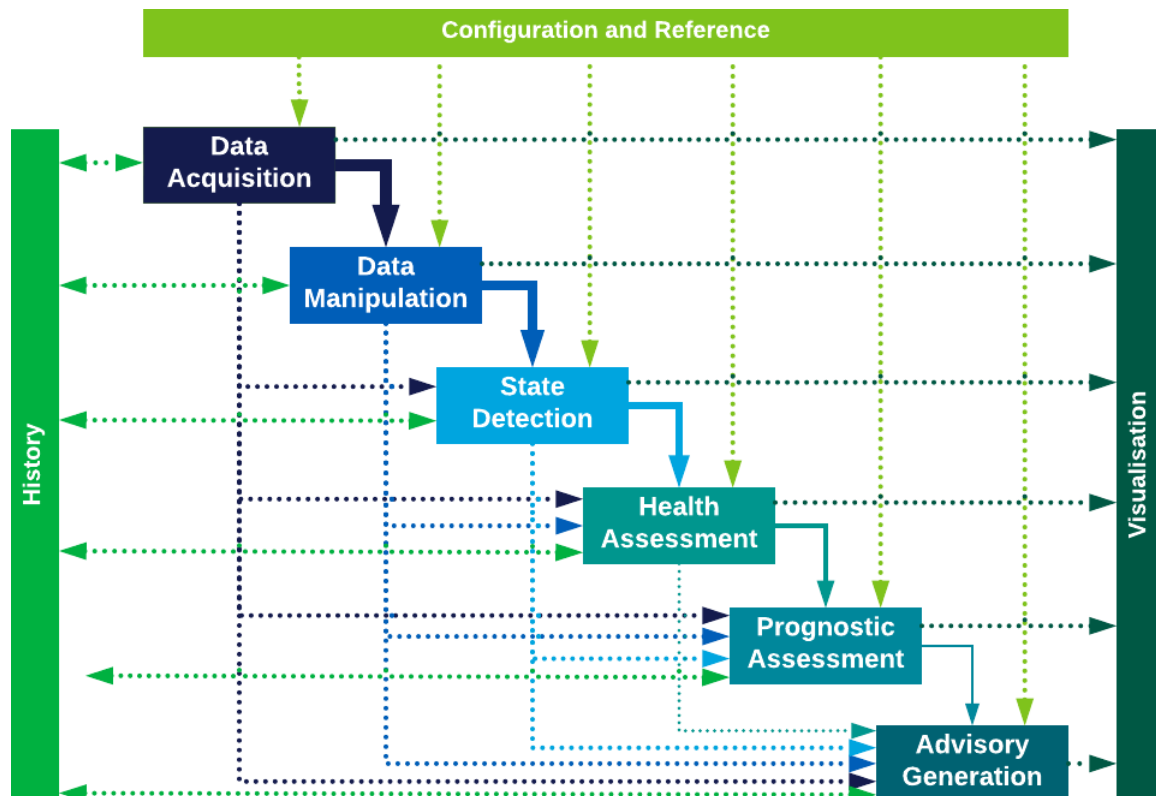 Configuration and Reference
Data
Acquisition
Data
Manipulation
State
Detection
History
Visualisation
Health
Assessment
Prognostic
Assessment
Advisory
Generation